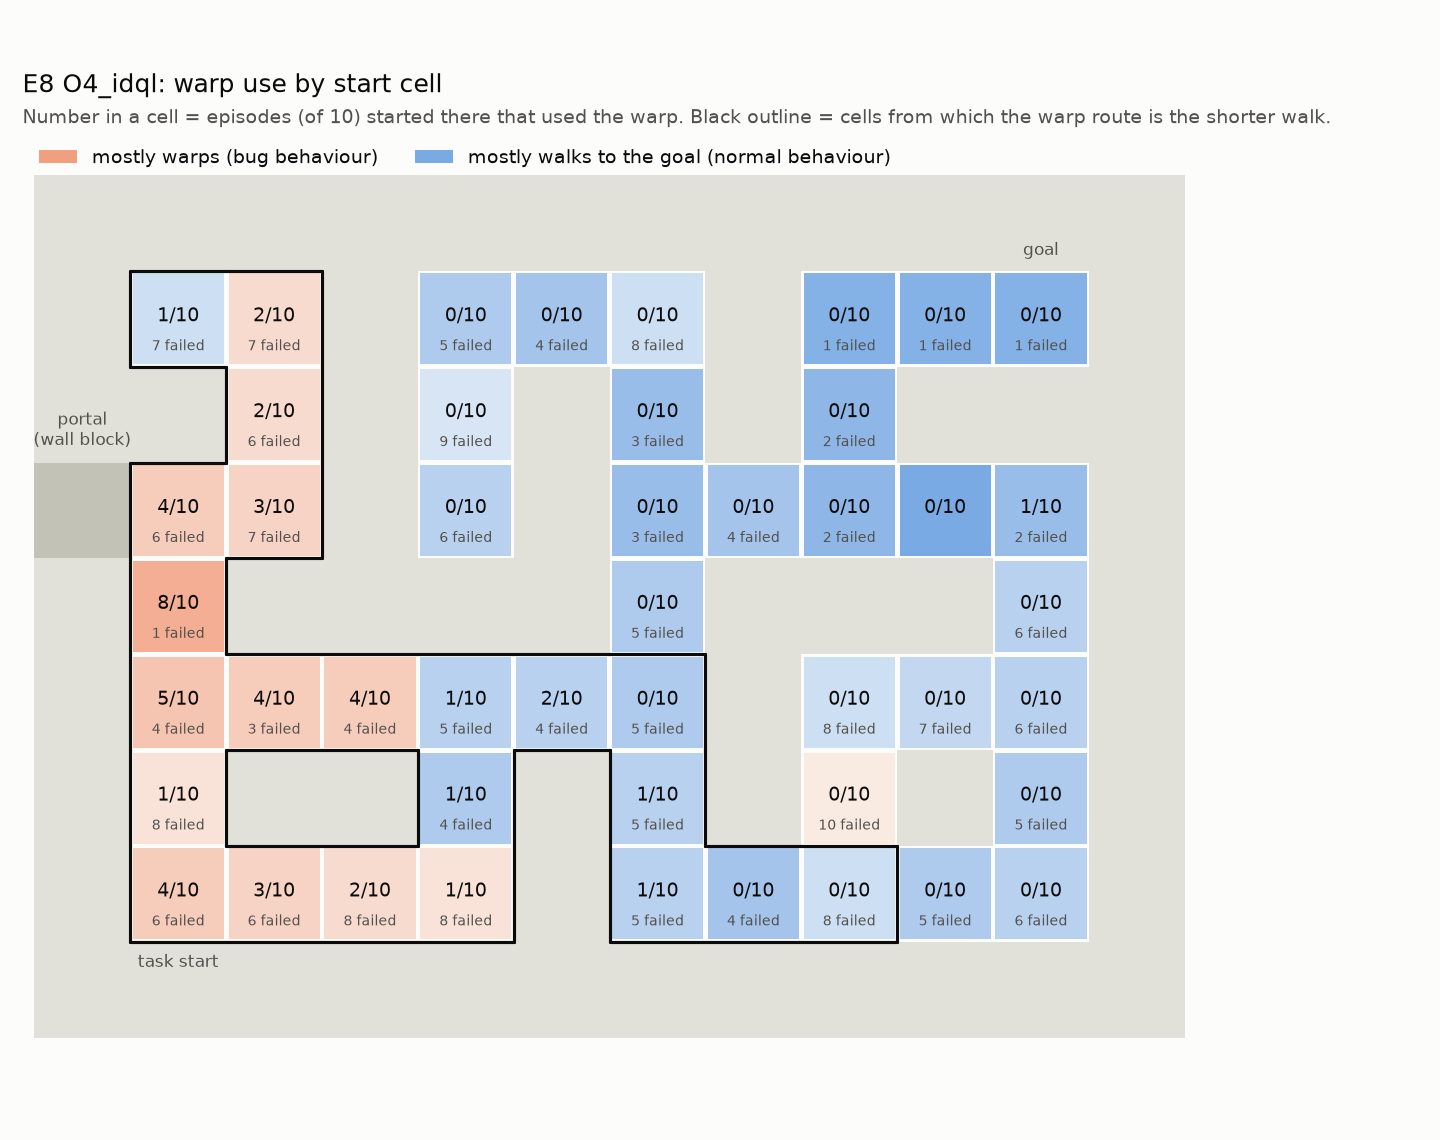 E8 O4_idql: warp use by start cell
Number in a cell = episodes (of 10) started there that used the warp. Black outline = cells from which the warp route is the shorter walk.
mostly warps (bug behaviour) mostly walks to the goal (normal behaviour)
goal
1/10 2/10 0/10 0/10 0/10 0/10 0/10 0/10
7 failed 7 failed 5 failed 4 failed 8 failed 1 failed 1 failed 1 failed
portal
(wall block)
2/10 0/10 0/10 0/10
6 failed 9 failed 3 failed 2 failed
4/10 3/10 0/10 0/10 0/10 0/10 0/10 1/10
6 failed 7 failed 6 failed 3 failed 4 failed 2 failed 2 failed
8/10 0/10 0/10
1 failed 5 failed 6 failed
5/10 4/10 4/10 1/10 2/10 0/10 0/10 0/10 0/10
4 failed 3 failed 4 failed 5 failed 4 failed 5 failed 8 failed 7 failed 6 failed
1/10 1/10 1/10 0/10 0/10
8 failed 4 failed 5 failed 10 failed 5 failed
4/10 3/10 2/10 1/10 1/10 0/10 0/10 0/10 0/10
6 failed 6 failed 8 failed 8 failed 5 failed 4 failed 8 failed 5 failed 6 failed
task start